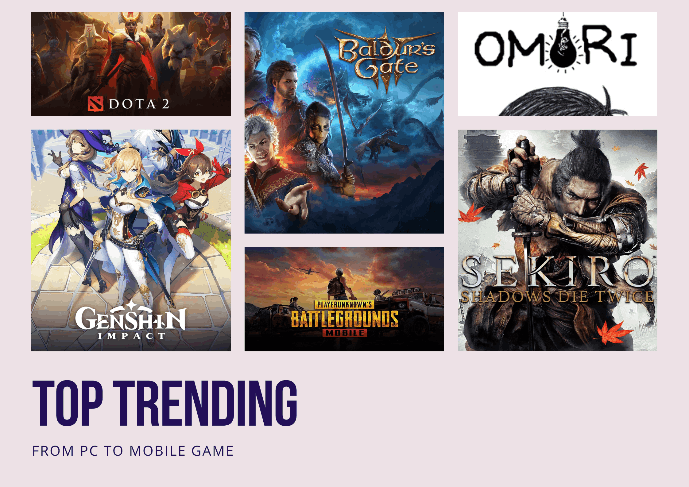 DOTA 2
Baldur's
Gate
OMORI
GENSHIN
IMPACT
PLAYERUNKNOWN'S
BATTLEGROUNDS
MOBILE
SEKIRO
SHADOWS DIE TWICE
TOP TRENDING
FROM PC TO MOBILE GAME